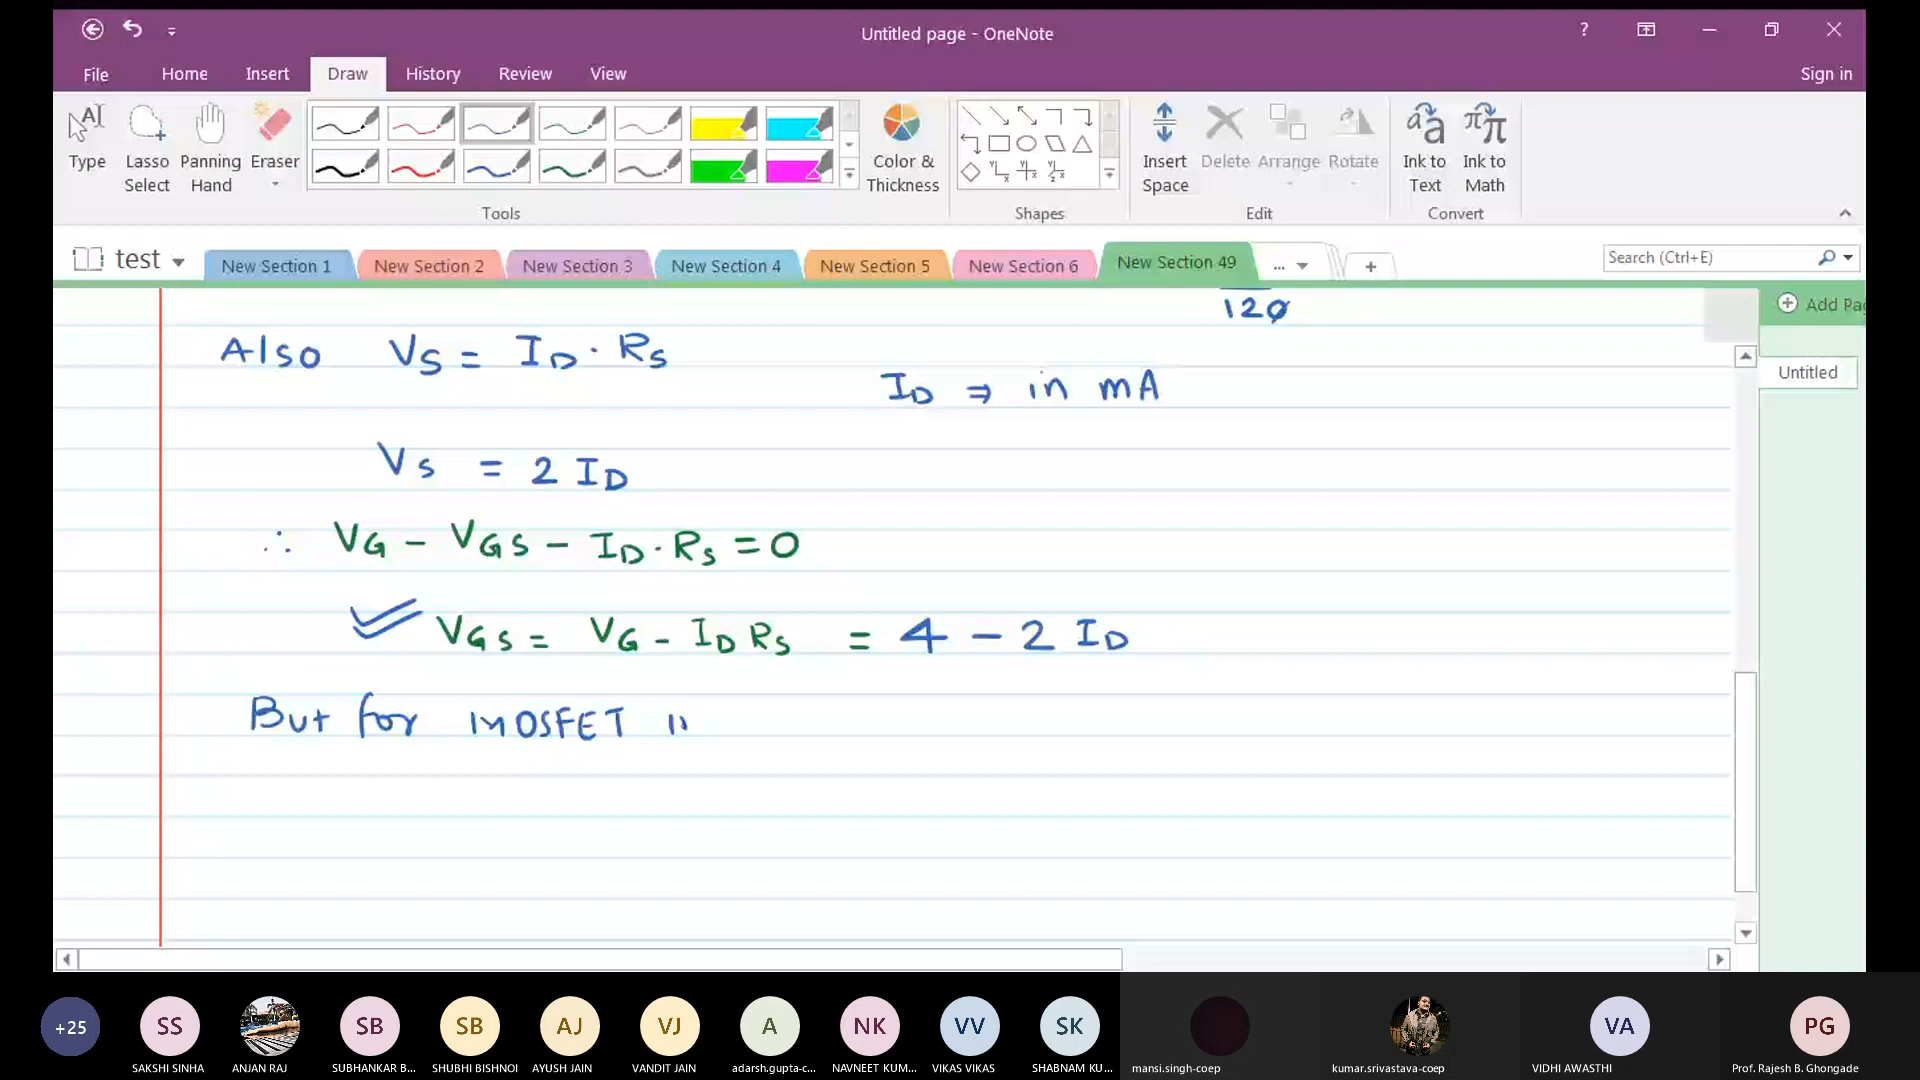 Untitled page - OneNote
?
File Home Insert Draw History Review View
Sign in
Type
Lasso Select
Panning Hand
Eraser
Color & Thickness
Insert Space
Delete
Arrange
Rotate
Ink to Text
Ink to Math
Tools
Shapes
Edit
Convert
test
New Section 1
New Section 2
New Section 3
New Section 4
New Section 5
New Section 6
New Section 49
...
Search (Ctrl+E)
Add Pag
Untitled
120
Also VS = ID · RS
ID ⇒ in mA
VS = 2 ID
∴ VG - VGS - ID · RS = 0
VGS = VG - ID RS = 4 - 2 ID
But for MOSFET
+25
SS
SB
SB
AJ
VJ
A
NK
VV
SK
VA
PG
SAKSHI SINHA
ANJAN RAJ
SUBHANKAR B...
SHUBHI BISHNOI
AYUSH JAIN
VANDIT JAIN
adarsh.gupta-c...
NAVNEET KUM...
VIKAS VIKAS
SHABNAM KU...
mansi.singh-coep
kumar.srivastava-coep
VIDHI AWASTHI
Prof. Rajesh B. Ghongade